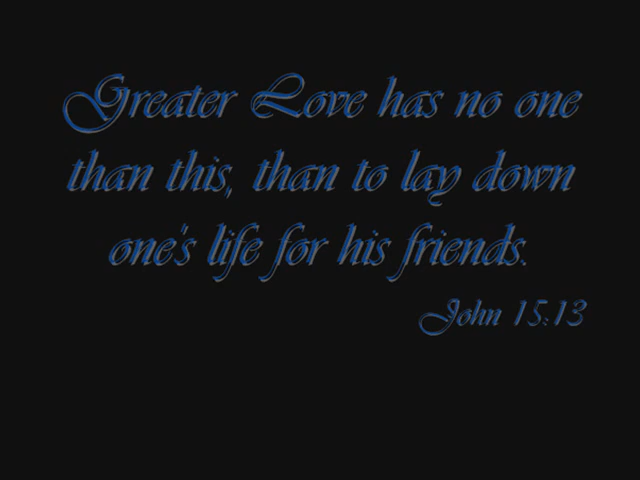 Greater Love has no one
than this, than to lay down
one's life for his friends.
John 15:13